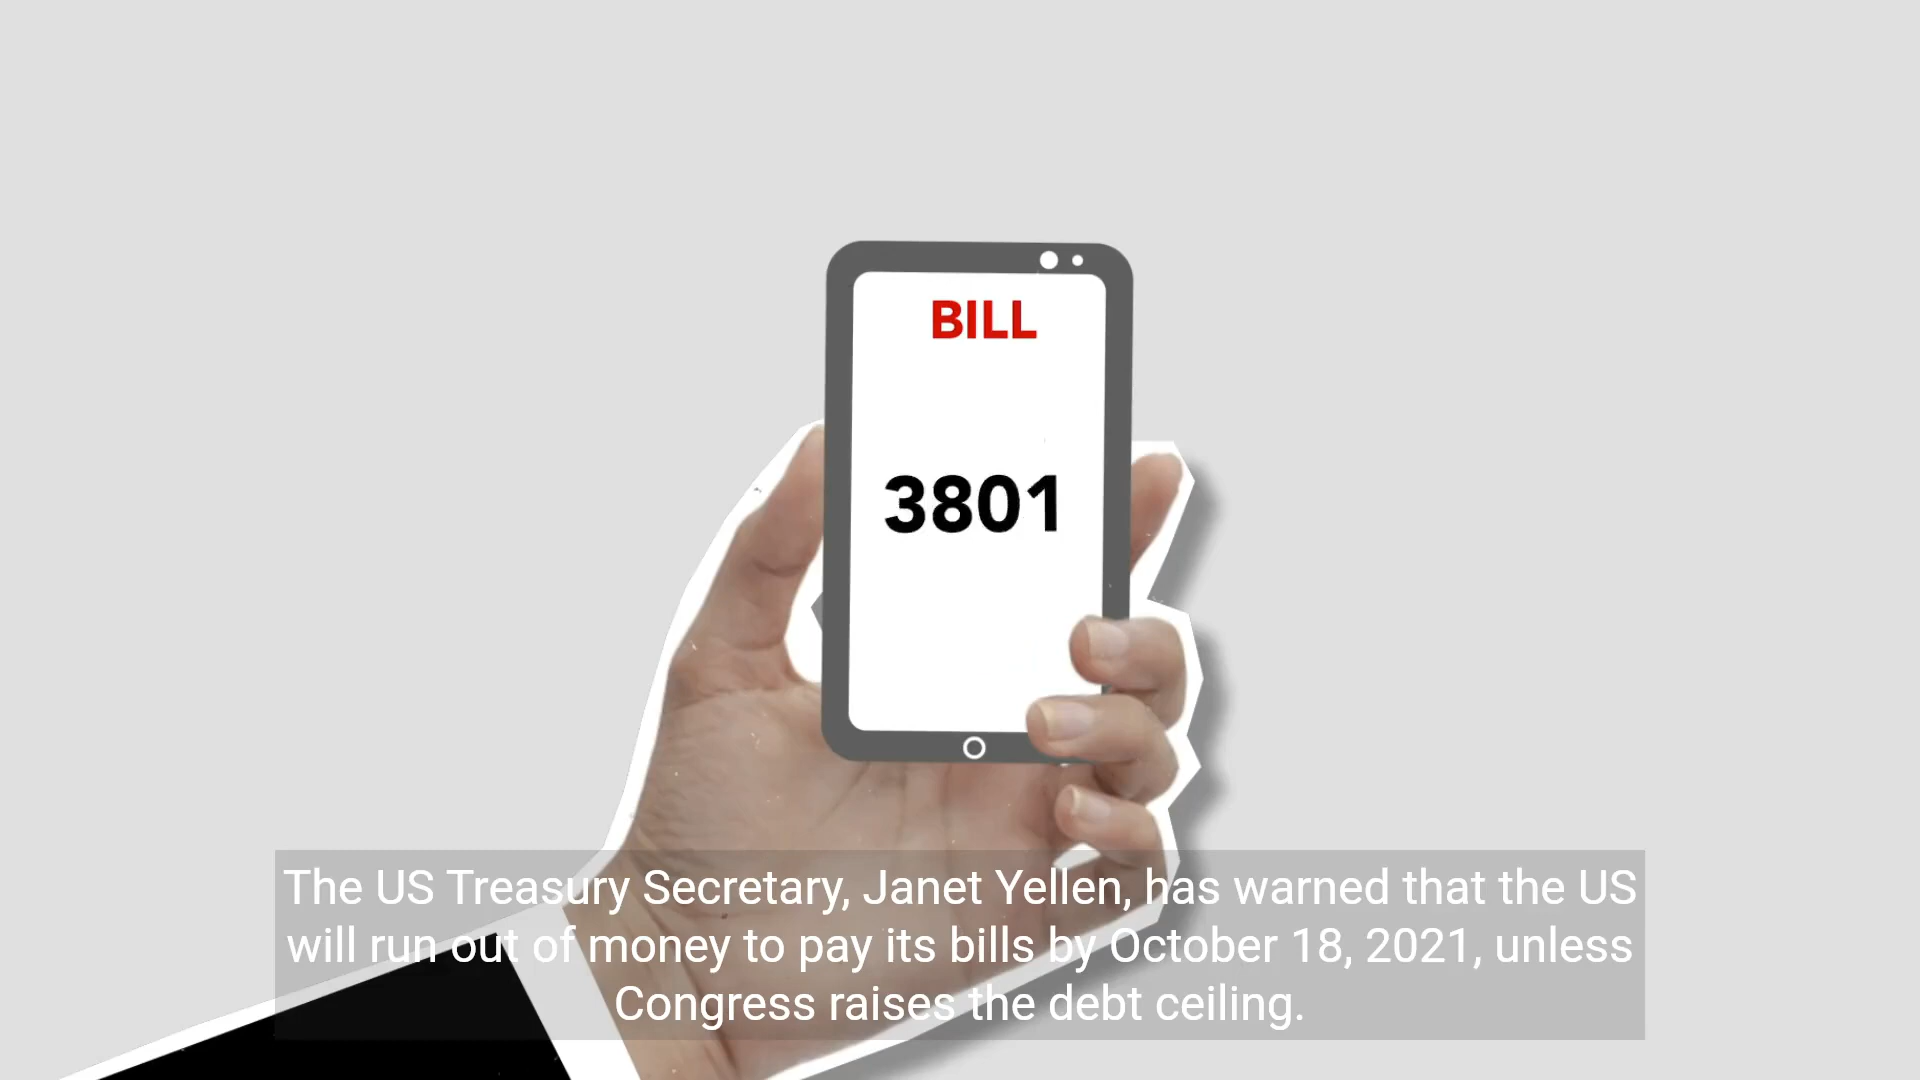 BILL
3801
The US Treasury Secretary, Janet Yellen, has warned that the US
will run out of money to pay its bills by October 18, 2021, unless
Congress raises the debt ceiling.